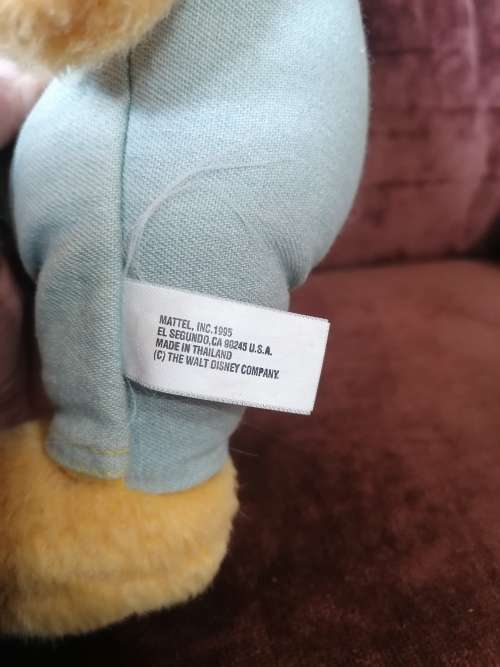 MATTEL, INC.1995
EL SEGUNDO,CA 90245 U.S.A.
MADE IN THAILAND
(C) THE WALT DISNEY COMPANY.